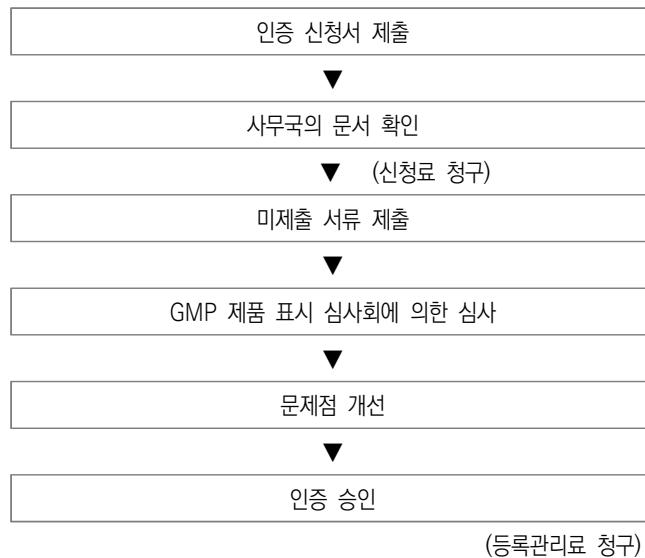 인증 신청서 제출
▼
사무국의 문서 확인
▼ (신청료 청구)
미제출 서류 제출
▼
GMP 제품 표시 심사회에 의한 심사
▼
문제점 개선
▼
인증 승인
(등록관리료 청구)